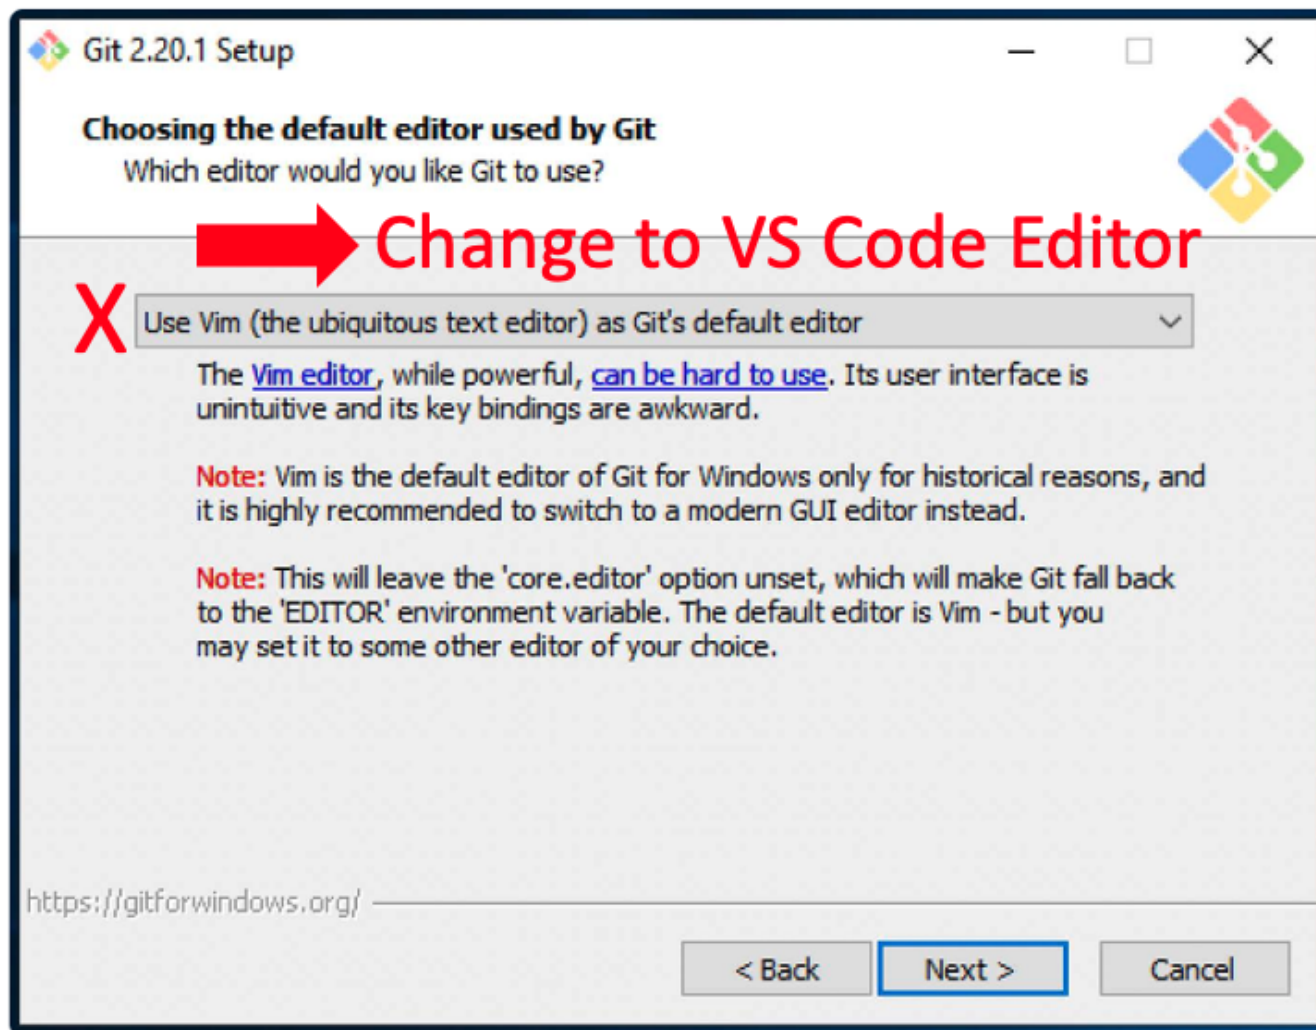 Git 2.20.1 Setup
Choosing the default editor used by Git
Which editor would you like Git to use?
Change to VS Code Editor
X
Use Vim (the ubiquitous text editor) as Git's default editor
The Vim editor, while powerful, can be hard to use. Its user interface is
unintuitive and its key bindings are awkward.
Note: Vim is the default editor of Git for Windows only for historical reasons, and
it is highly recommended to switch to a modern GUI editor instead.
Note: This will leave the 'core.editor' option unset, which will make Git fall back
to the 'EDITOR' environment variable. The default editor is Vim - but you
may set it to some other editor of your choice.
https://gitforwindows.org/
< Back
Next >
Cancel